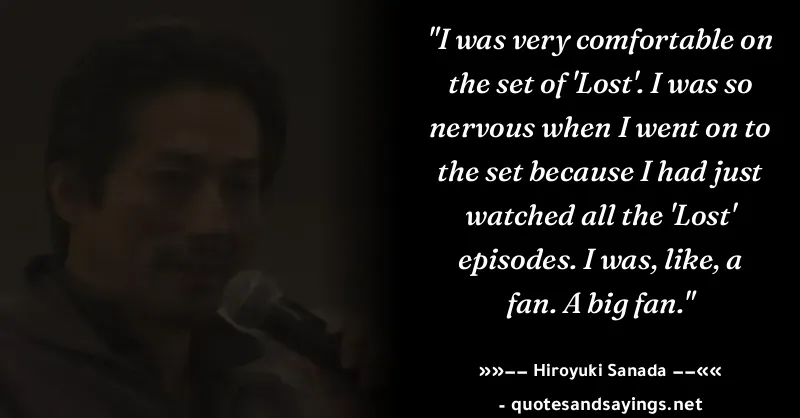 "I was very comfortable on
the set of 'Lost'. I was so
nervous when I went on to
the set because I had just
watched all the 'Lost'
episodes. I was, like, a
fan. A big fan."
»»−− Hiroyuki Sanada −−««
- quotesandsayings.net